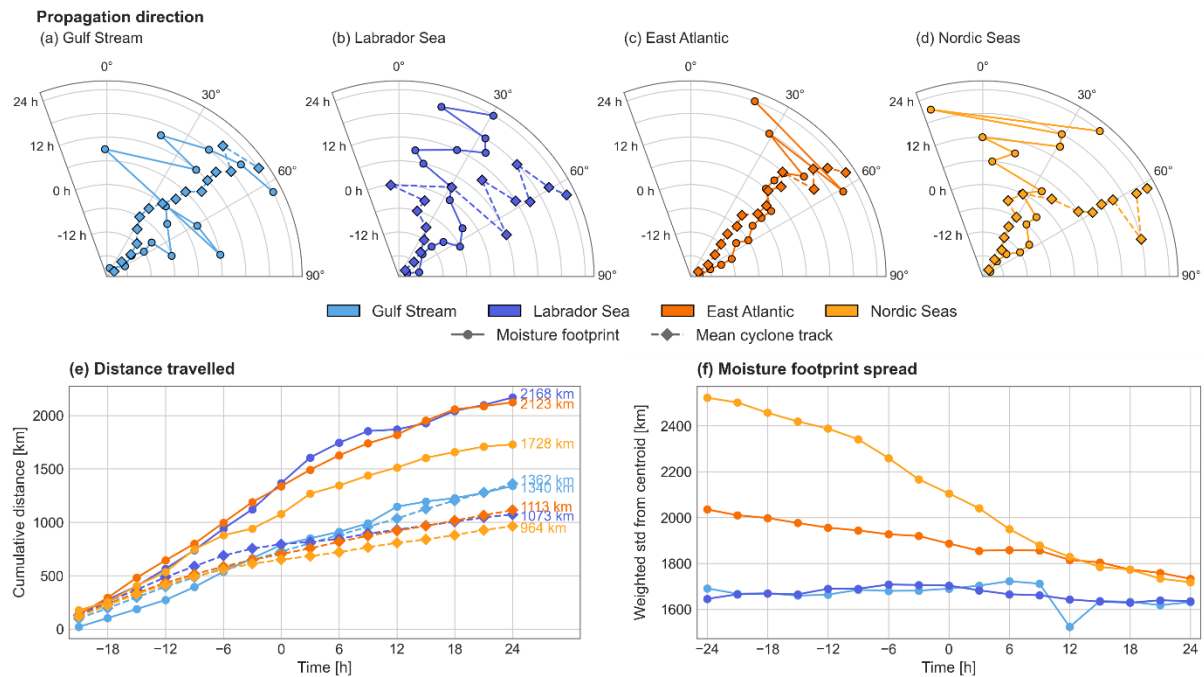 Propagation direction
(a) Gulf Stream
(b) Labrador Sea
(c) East Atlantic
(d) Nordic Seas
0°
30°
60°
90°
24 h
12 h
0 h
-12 h
0°
30°
60°
90°
24 h
12 h
0 h
-12 h
0°
30°
60°
90°
24 h
12 h
0 h
-12 h
0°
30°
60°
90°
24 h
12 h
0 h
-12 h
Gulf Stream Labrador Sea East Atlantic Nordic Seas
Moisture footprint Mean cyclone track
(e) Distance travelled
2000
1500
1000
500
0
Cumulative distance [km]
2168 km
2123 km
1728 km
1362 km
1340 km
1113 km
1073 km
964 km
−18 −12 −6 0 6 12 18 24
Time [h]
(f) Moisture footprint spread
2400
2200
2000
1800
1600
Weighted std from centroid [km]
−24 −18 −12 −6 0 6 12 18 24
Time [h]